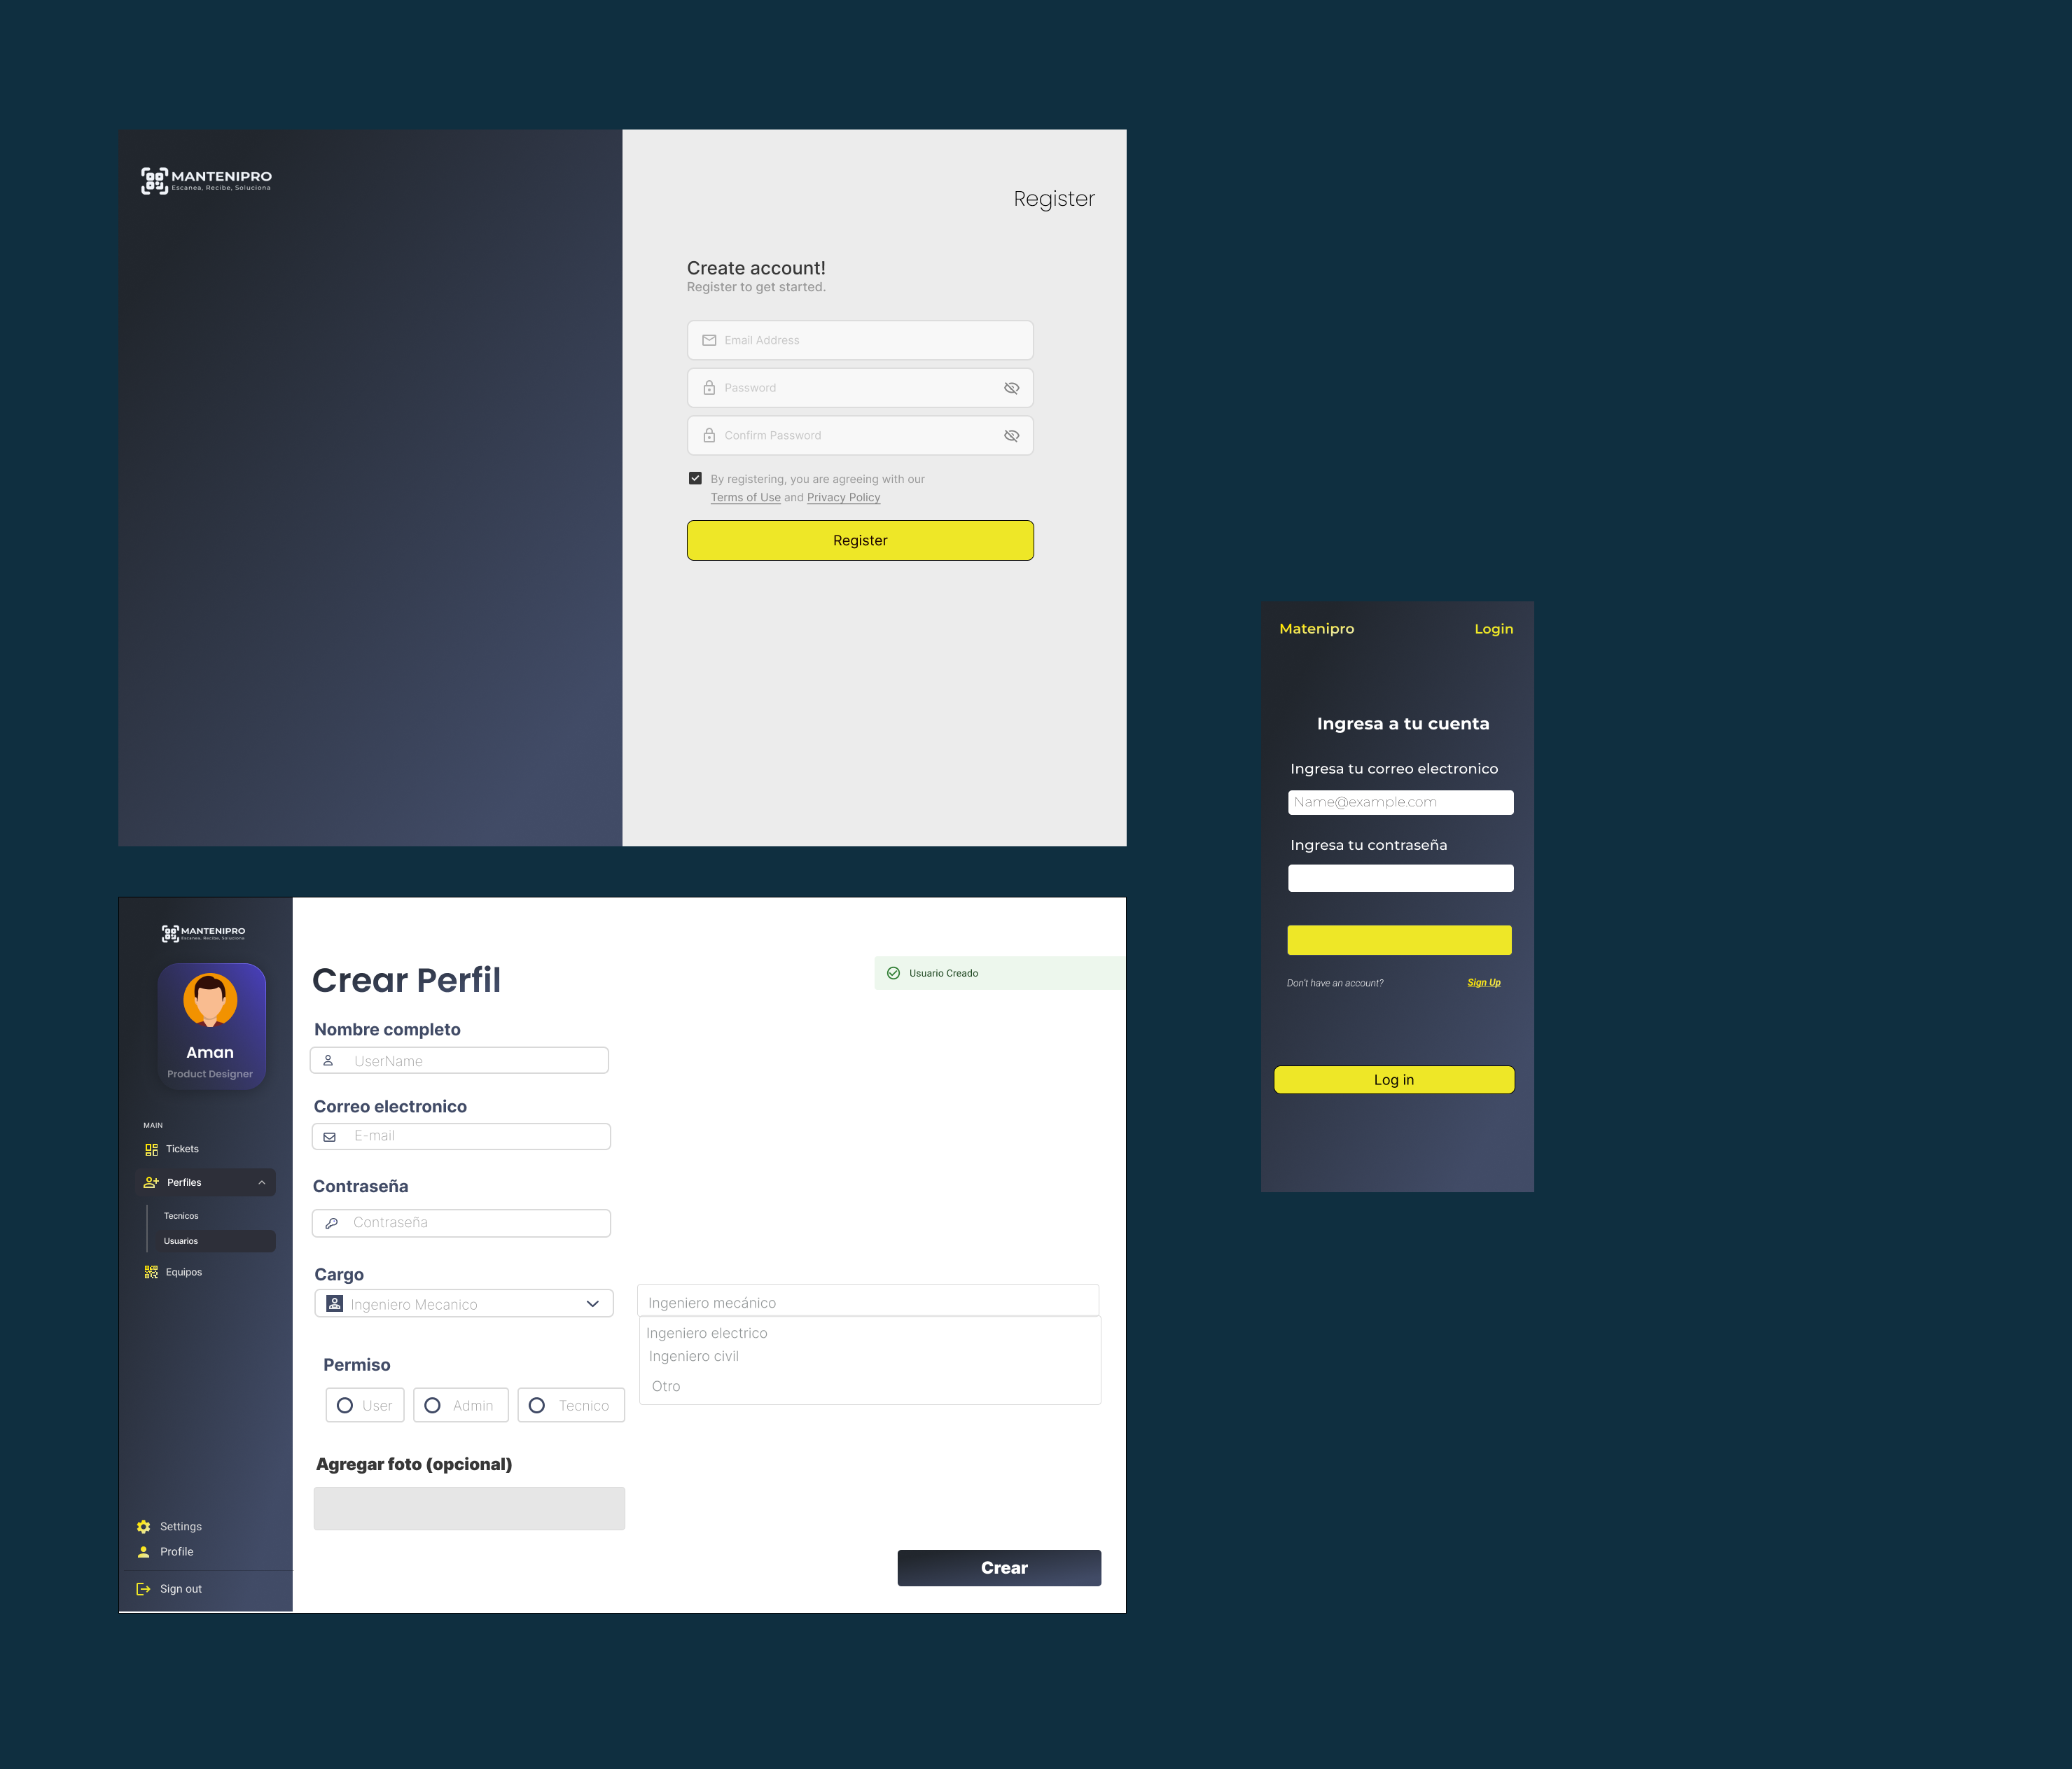 MANTENIPRO
Escanea, Recibe, Soluciona
Register
Create account!
Register to get started.
Email Address
Password
Confirm Password
By registering, you are agreeing with our
Terms of Use and Privacy Policy
Register
Matenipro
Login
Ingresa a tu cuenta
Ingresa tu correo electronico
Name@example.com
Ingresa tu contraseña
Don't have an account?
Sign Up
Log in
MANTENIPRO
Escanea, Recibe, Soluciona
Aman
Product Designer
MAIN
Tickets
Perfiles
Tecnicos
Usuarios
Equipos
Settings
Profile
Sign out
Crear Perfil
Usuario Creado
Nombre completo
UserName
Correo electronico
E-mail
Contraseña
Contraseña
Cargo
Ingeniero Mecanico
Ingeniero mecánico
Ingeniero electrico
Ingeniero civil
Otro
Permiso
User
Admin
Tecnico
Agregar foto (opcional)
Crear